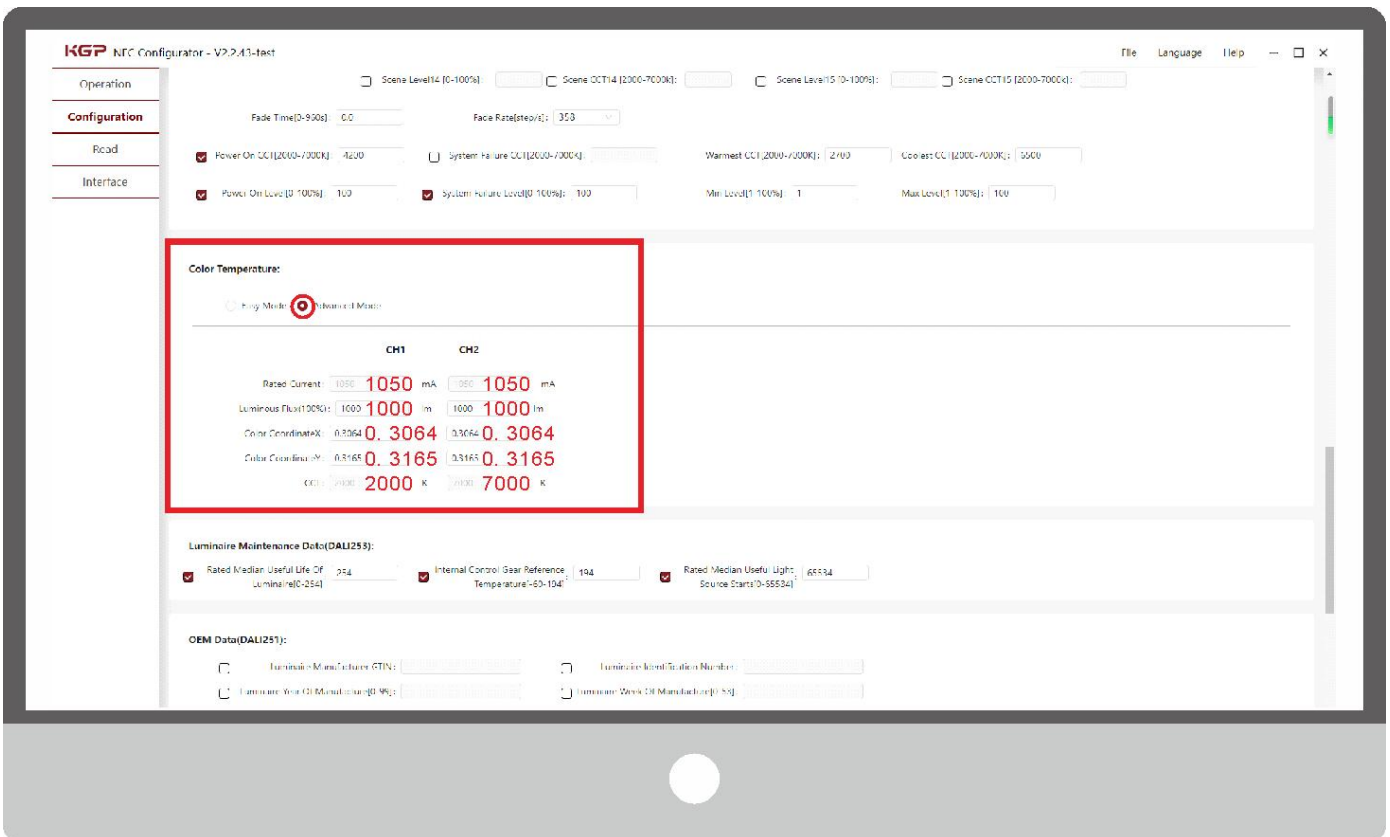 KGP NFC Configurator - V2.2.43-test File Language Help
Operation
Configuration
Read
Interface
Scene Level14 [0-100%]: Scene CCT14 [2000-7000k]: Scene Level15 [0-100%]: Scene CCT15 [2000-7000k]:
Fade Time[0-960s]: 0.0 Fade Rate[step/s]: 358
Power On CCT[2000-7000K]: 4200 System Failure CCT[2000-7000K]: Warmest CCT[2000-7000K]: 2700 Coolest CCT[2000-7000K]: 6500
Power On Level[0-100%]: 100 System Failure Level[0-100%]: 100 Min Level[1-100%]: 1 Max Level[1-100%]: 100
Color Temperature:
Easy Mode Advanced Mode
CH1 CH2
Rated Current: 1050 1050 mA 1050 1050 mA
Luminous Flux(100%): 1000 1000 lm 1000 1000 lm
Color CoordinateX: 0.3064 0. 3064 0.3064 0. 3064
Color CoordinateY: 0.3165 0. 3165 0.3165 0. 3165
CCT: 2000 2000 K 7000 7000 K
Luminaire Maintenance Data(DALI253):
Rated Median Useful Life Of Luminaire[0-254] 254 Internal Control Gear Reference Temperature[-60-194] : 194 Rated Median Useful Light Source Starts[0-65534] : 65534
OEM Data(DALI251):
Luminaire Manufacturer GTIN: Luminaire Identification Number:
Luminaire Year Of Manufacture[0-99]: Luminaire Week Of Manufacture[0-53]: